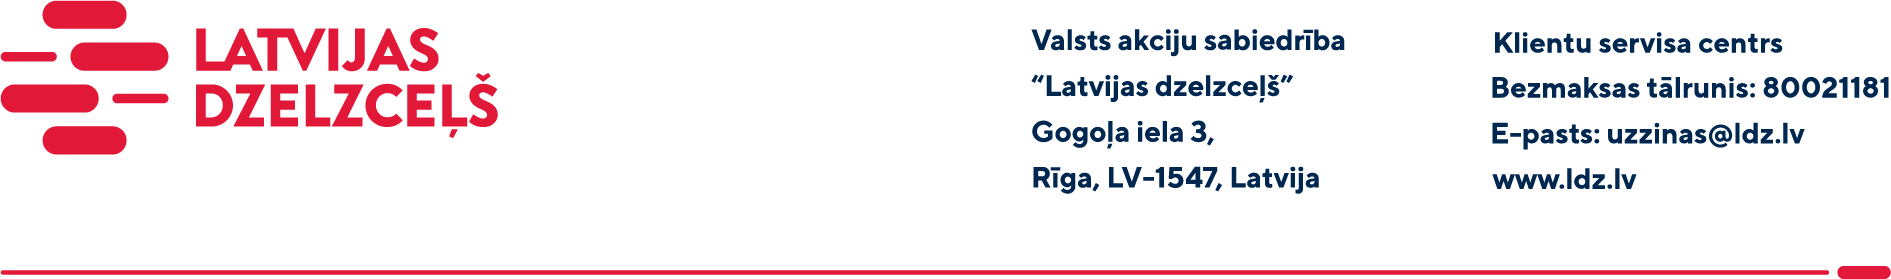 LATVIJAS
DZELZCEĻŠ
Valsts akciju sabiedrība
“Latvijas dzelzceļš”
Gogoļa iela 3,
Rīga, LV-1547, Latvija
Klientu servisa centrs
Bezmaksas tālrunis: 80021181
E-pasts: uzzinas@ldz.lv
www.ldz.lv